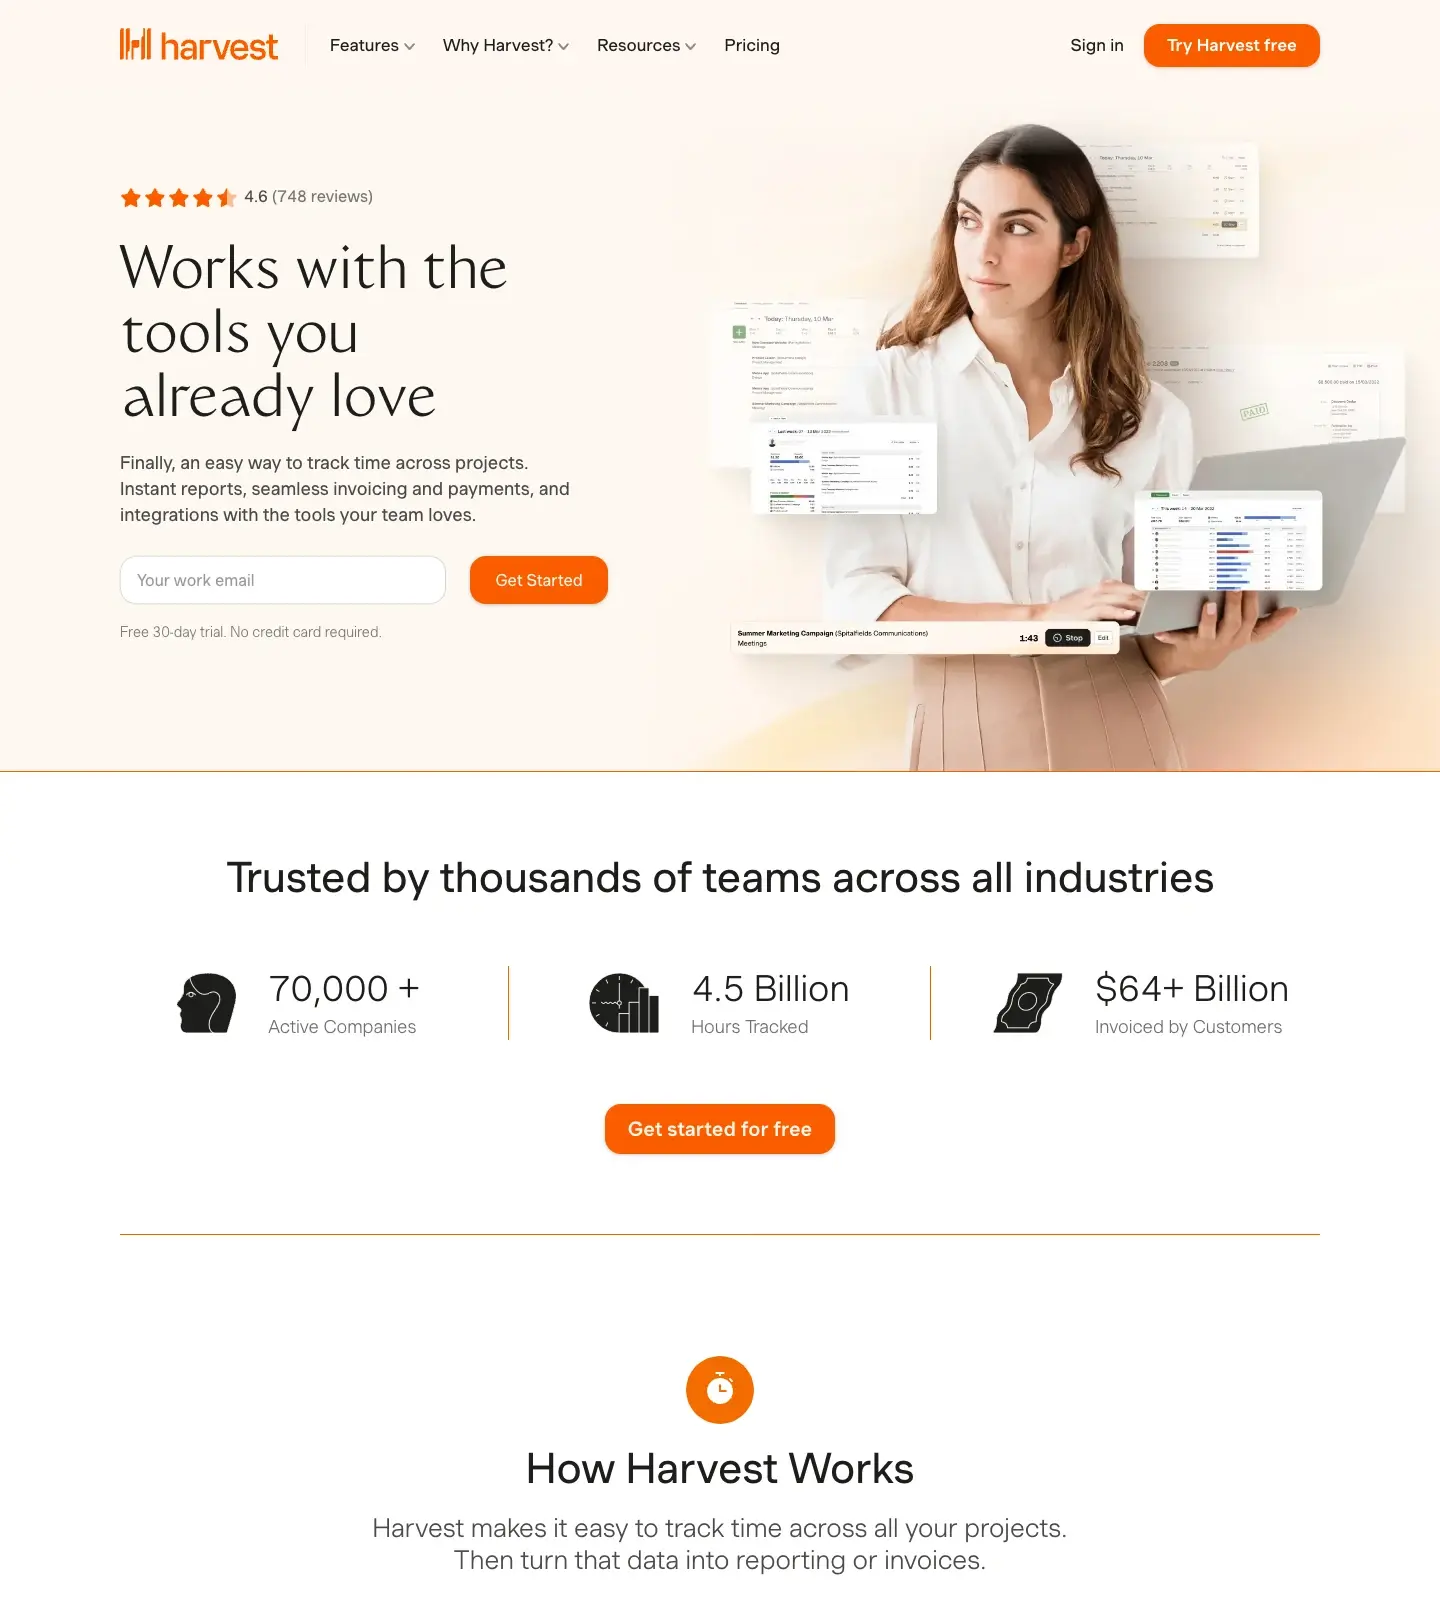 harvest
Features
Why Harvest?
Resources
Pricing
Sign in
Try Harvest free
4.6 (748 reviews)
Works with the
tools you
already love
Finally, an easy way to track time across projects.
Instant reports, seamless invoicing and payments, and
integrations with the tools your team loves.
Your work email
Get Started
Free 30-day trial. No credit card required.
Today: Thursday, 10 Mar
Today: Thursday, 10 Mar
PAID
Summer Marketing Campaign (Spitalfields Communications)
Meetings
1:43
Stop
Edit
Trusted by thousands of teams across all industries
70,000 +
Active Companies
4.5 Billion
Hours Tracked
$64+ Billion
Invoiced by Customers
Get started for free
How Harvest Works
Harvest makes it easy to track time across all your projects.
Then turn that data into reporting or invoices.